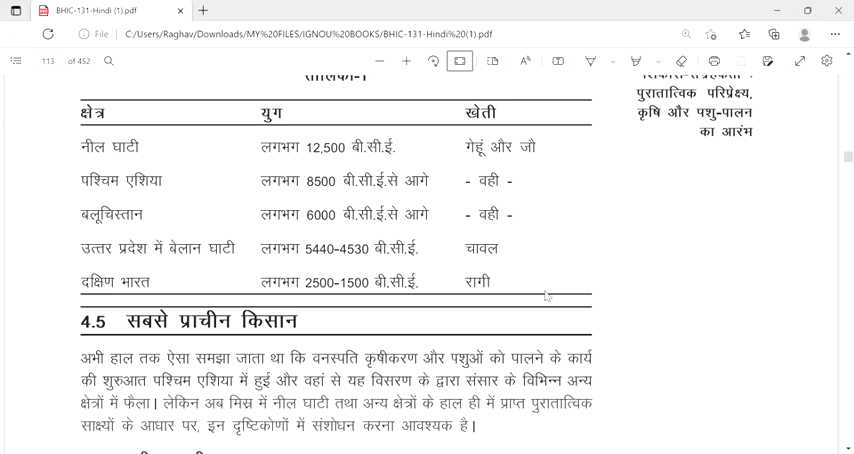 BHIC-131-Hindi (1).pdf
File C:/Users/Raghav/Downloads/MY%20FILES/IGNOU%20BOOKS/BHIC-131-Hindi%20(1).pdf
113 of 452
तालिका-1
पुरातात्विक परिप्रेक्ष्य,
कृषि और पशु-पालन
का आरंभ
क्षेत्र युग खेती
नील घाटी लगभग 12,500 बी.सी.ई. गेहूं और जौ
पश्चिम एशिया लगभग 8500 बी.सी.ई.से आगे - वही -
बलूचिस्तान लगभग 6000 बी.सी.ई.से आगे - वही -
उत्तर प्रदेश में बेलान घाटी लगभग 5440-4530 बी.सी.ई. चावल
दक्षिण भारत लगभग 2500-1500 बी.सी.ई. रागी
4.5 सबसे प्राचीन किसान
अभी हाल तक ऐसा समझा जाता था कि वनस्पति कृषीकरण और पशुओं को पालने के कार्य
की शुरुआत पश्चिम एशिया में हुई और वहां से यह विसरण के द्वारा संसार के विभिन्न अन्य
क्षेत्रों में फैला। लेकिन अब मिस्र में नील घाटी तथा अन्य क्षेत्रों के हाल ही में प्राप्त पुरातात्विक
साक्ष्यों के आधार पर, इन दृष्टिकोणों में संशोधन करना आवश्यक है।